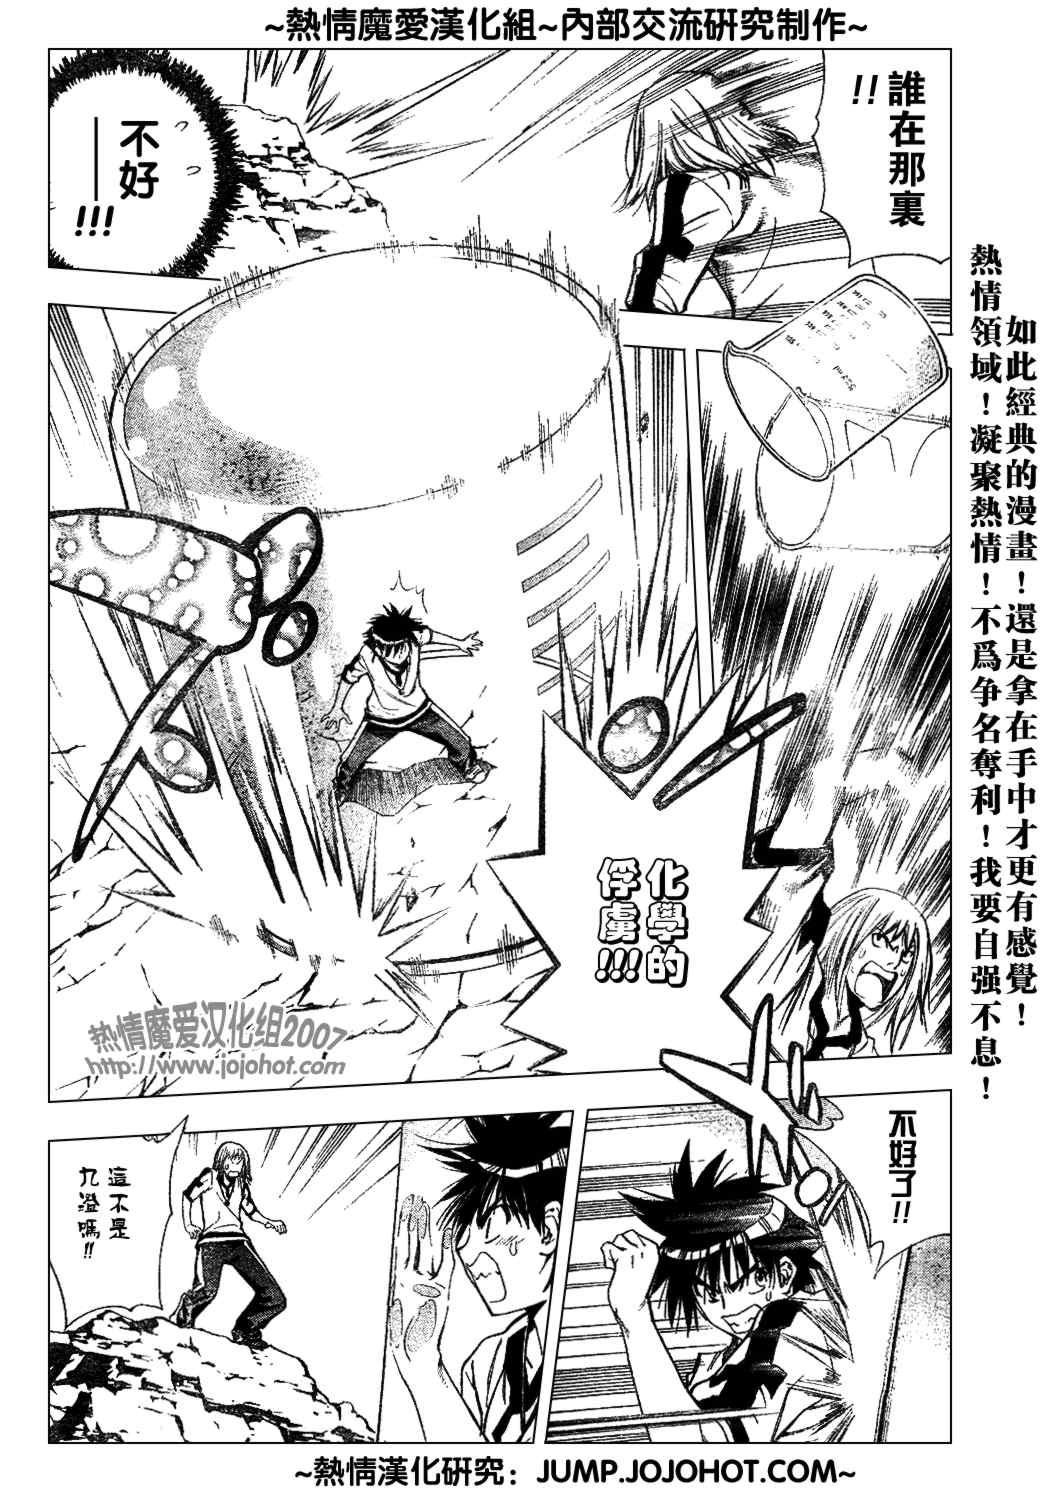 ~熱情魔愛漢化組~內部交流研究制作~
誰在那裏
!!
不好
——
!!!
如此經典的漫畫！還是拿在手中才更有感覺！
熱情領域！凝聚熱情！不爲争名奪利！我要自强不息！
化學的
俘虜!!!
熱情魔爱汉化组2007
http://www.jojohot.com
不好了!!
這不是
九澄嗎!!
~熱情漢化研究：JUMP.JOJOHOT.COM~